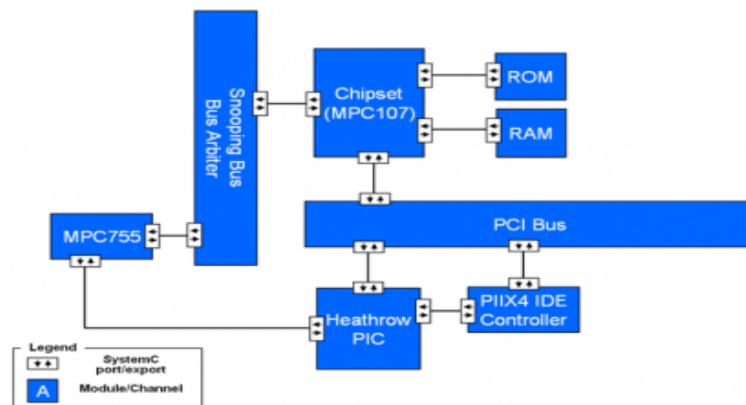 Snooping Bus
Bus Arbiter
Chipset
(MPC107)
ROM
RAM
PCI Bus
MPC755
Heathrow
PIC
PIIX4 IDE
Controller
Legend
SystemC
port/export
A
Module/Channel